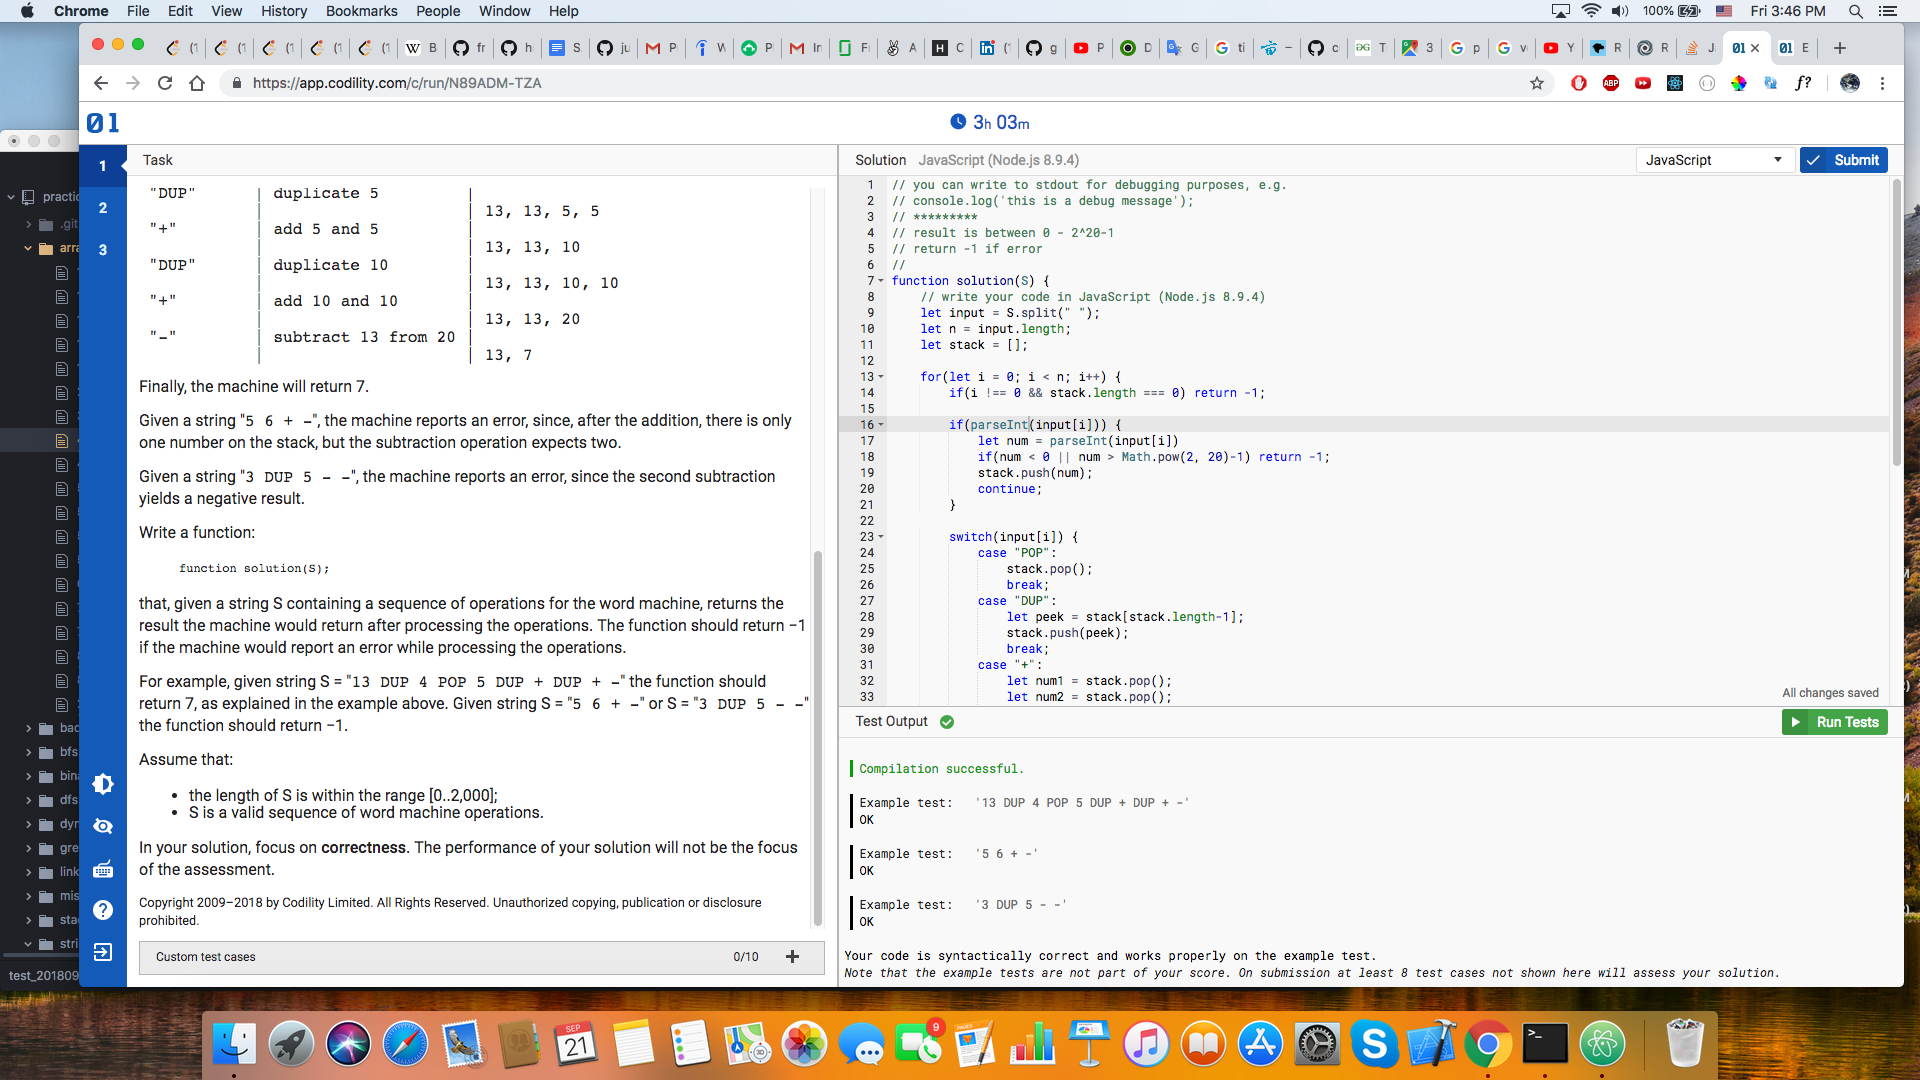 Chrome File Edit View History Bookmarks People Window Help
100% Fri 3:46 PM
https://app.codility.com/c/run/N89ADM-TZA
01
3h 03m
1
2
3
Task
"DUP" | duplicate 5
13, 13, 5, 5
"+" | add 5 and 5
13, 13, 10
"DUP" | duplicate 10
13, 13, 10, 10
"+" | add 10 and 10
13, 13, 20
"-" | subtract 13 from 20
13, 7
Finally, the machine will return 7.
Given a string "5 6 + -", the machine reports an error, since, after the addition, there is only
one number on the stack, but the subtraction operation expects two.
Given a string "3 DUP 5 - -", the machine reports an error, since the second subtraction
yields a negative result.
Write a function:
function solution(S);
that, given a string S containing a sequence of operations for the word machine, returns the
result the machine would return after processing the operations. The function should return −1
if the machine would report an error while processing the operations.
For example, given string S = "13 DUP 4 POP 5 DUP + DUP + -" the function should
return 7, as explained in the example above. Given string S = "5 6 + -" or S = "3 DUP 5 - -"
the function should return −1.
Assume that:
• the length of S is within the range [0..2,000];
• S is a valid sequence of word machine operations.
In your solution, focus on correctness. The performance of your solution will not be the focus
of the assessment.
Copyright 2009–2018 by Codility Limited. All Rights Reserved. Unauthorized copying, publication or disclosure
prohibited.
Custom test cases 0/10 +
Solution JavaScript (Node.js 8.9.4)
JavaScript
Submit
1 // you can write to stdout for debugging purposes, e.g.
2 // console.log('this is a debug message');
3 // *********
4 // result is between 0 - 2^20-1
5 // return -1 if error
6 //
7 function solution(S) {
8 // write your code in JavaScript (Node.js 8.9.4)
9 let input = S.split(" ");
10 let n = input.length;
11 let stack = [];
12
13 for(let i = 0; i < n; i++) {
14 if(i !== 0 && stack.length === 0) return -1;
15
16 if(parseInt(input[i])) {
17 let num = parseInt(input[i])
18 if(num < 0 || num > Math.pow(2, 20)-1) return -1;
19 stack.push(num);
20 continue;
21 }
22
23 switch(input[i]) {
24 case "POP":
25 stack.pop();
26 break;
27 case "DUP":
28 let peek = stack[stack.length-1];
29 stack.push(peek);
30 break;
31 case "+":
32 let num1 = stack.pop();
33 let num2 = stack.pop();
All changes saved
Test Output
Run Tests
Compilation successful.
Example test: '13 DUP 4 POP 5 DUP + DUP + -'
OK
Example test: '5 6 + -'
OK
Example test: '3 DUP 5 - -'
OK
Your code is syntactically correct and works properly on the example test.
Note that the example tests are not part of your score. On submission at least 8 test cases not shown here will assess your solution.
practic
.git
arra
bac
bfs
bina
dfs
dyn
gre
link
mis
sta
stri
test_201809
SEP
21
9
PAGES